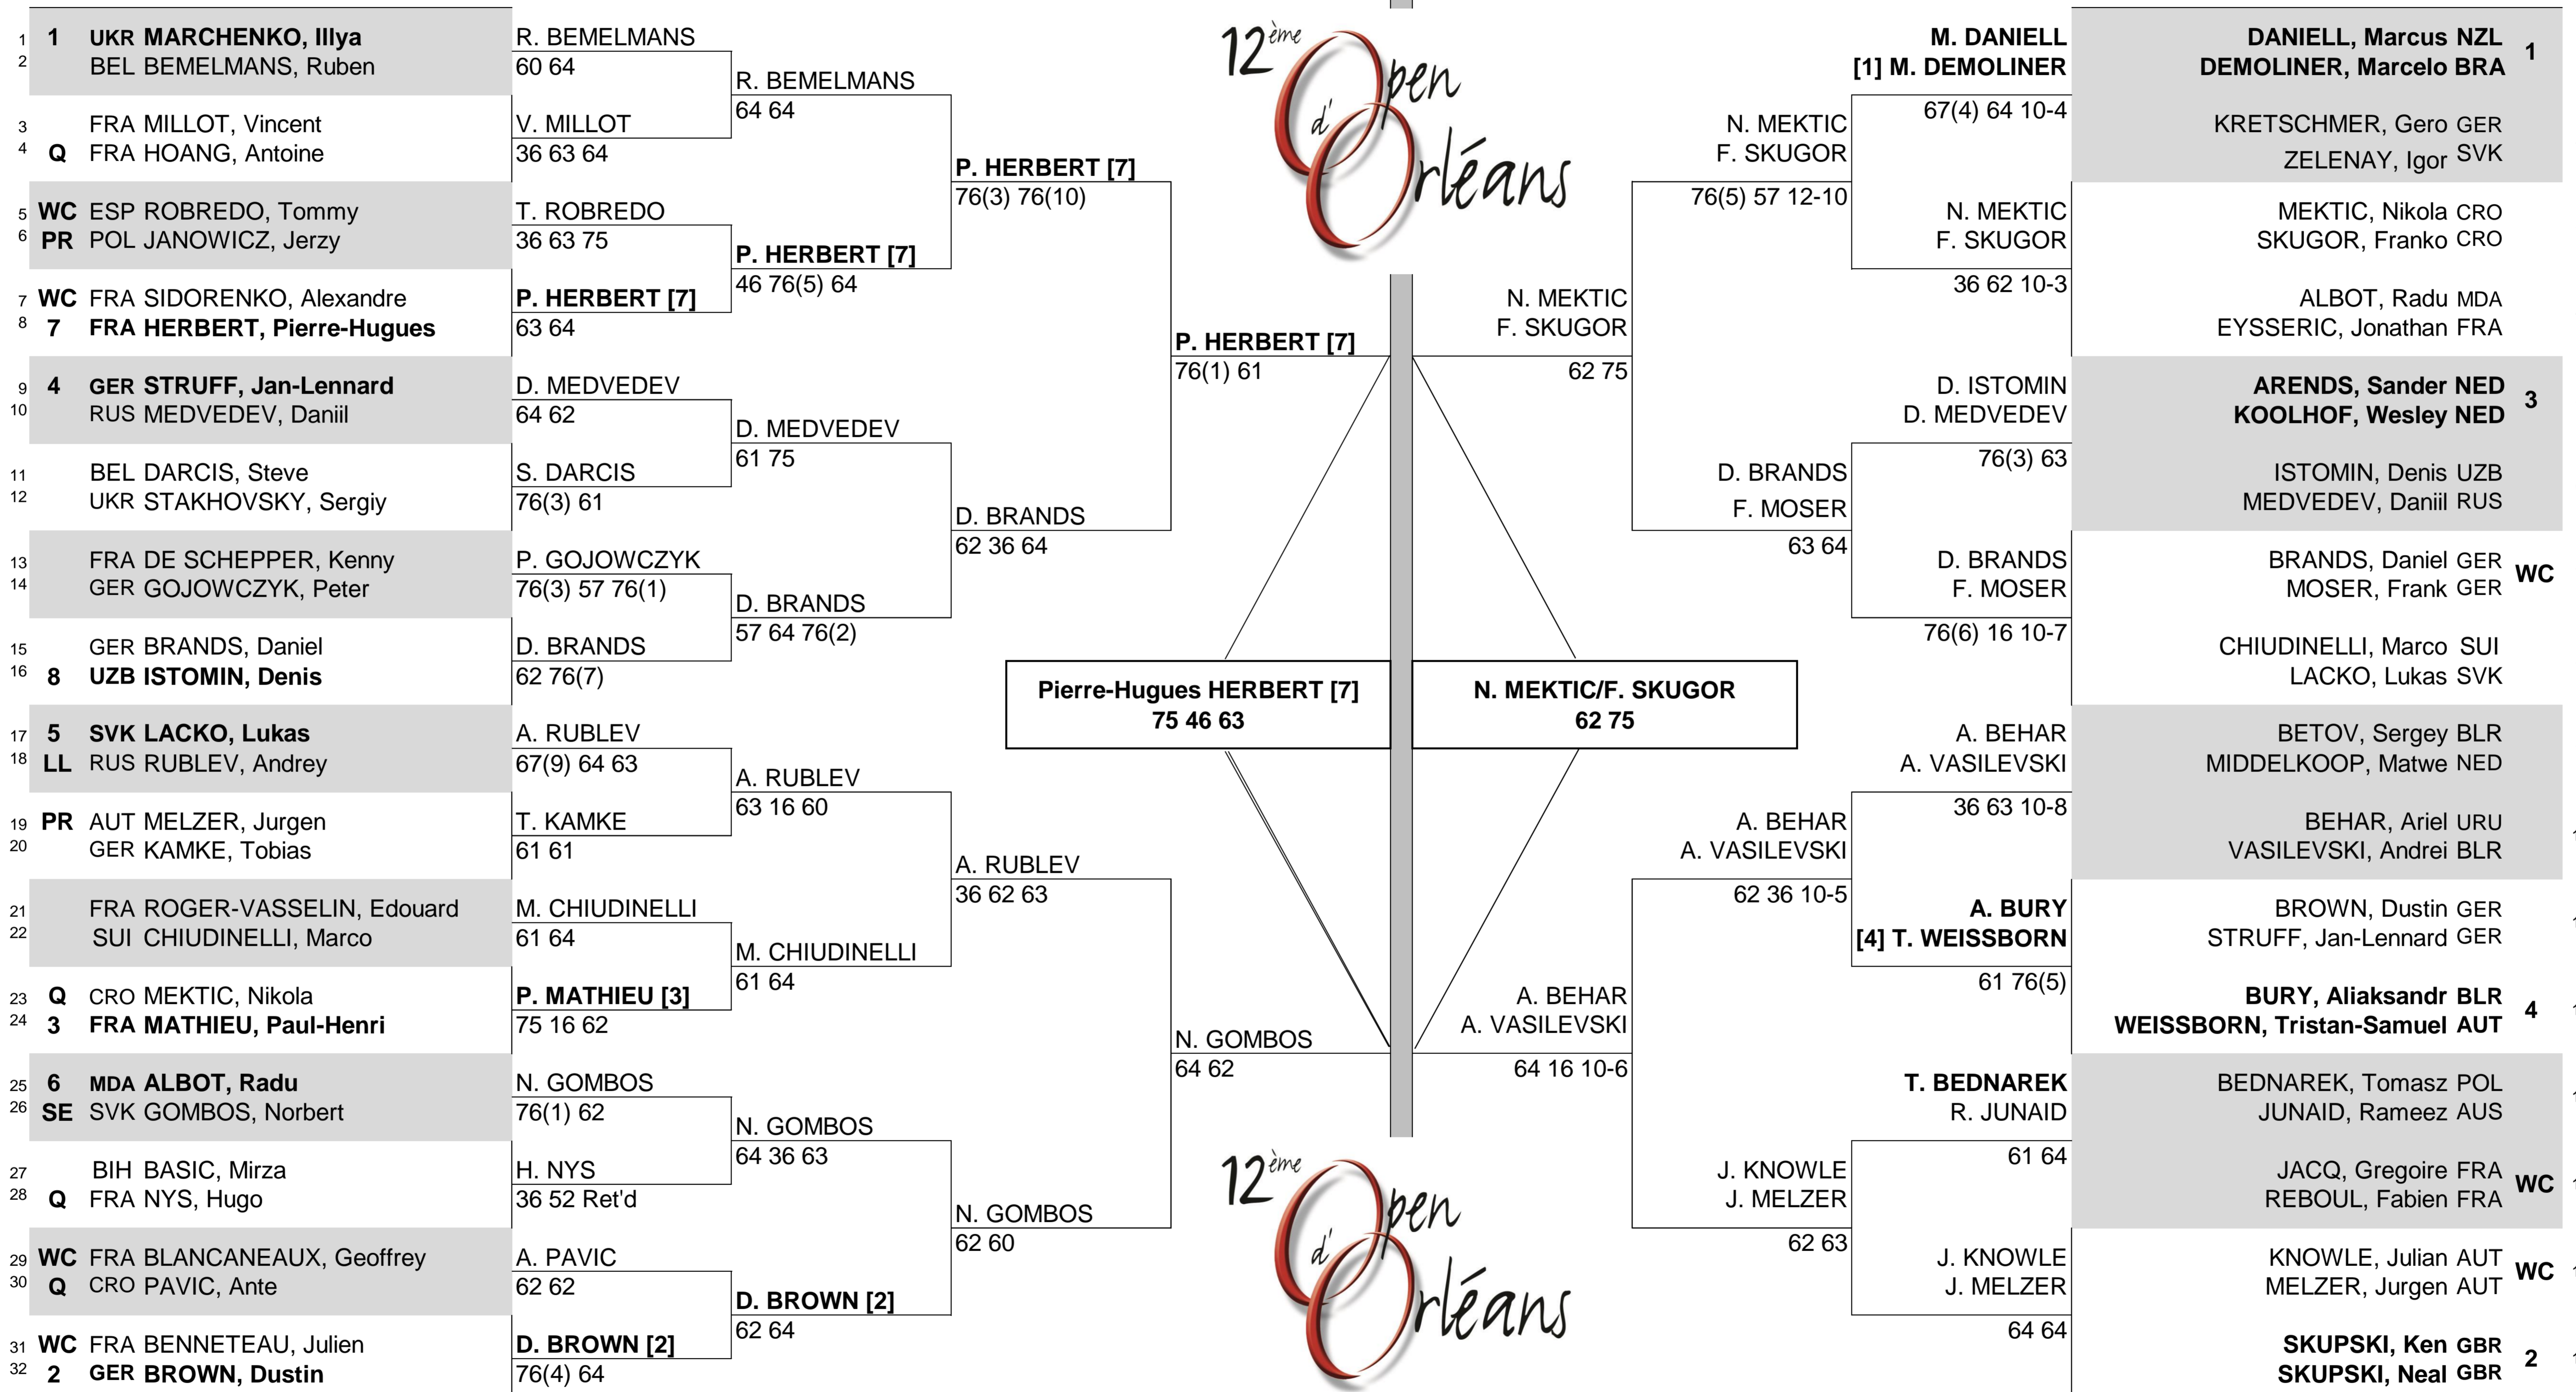 1 1 UKR MARCHENKO, Illya
2 BEL BEMELMANS, Ruben
3 FRA MILLOT, Vincent
4 Q FRA HOANG, Antoine
5 WC ESP ROBREDO, Tommy
6 PR POL JANOWICZ, Jerzy
7 WC FRA SIDORENKO, Alexandre
8 7 FRA HERBERT, Pierre-Hugues
9 4 GER STRUFF, Jan-Lennard
10 RUS MEDVEDEV, Daniil
11 BEL DARCIS, Steve
12 UKR STAKHOVSKY, Sergiy
13 FRA DE SCHEPPER, Kenny
14 GER GOJOWCZYK, Peter
15 GER BRANDS, Daniel
16 8 UZB ISTOMIN, Denis
17 5 SVK LACKO, Lukas
18 LL RUS RUBLEV, Andrey
19 PR AUT MELZER, Jurgen
20 GER KAMKE, Tobias
21 FRA ROGER-VASSELIN, Edouard
22 SUI CHIUDINELLI, Marco
23 Q CRO MEKTIC, Nikola
24 3 FRA MATHIEU, Paul-Henri
25 6 MDA ALBOT, Radu
26 SE SVK GOMBOS, Norbert
27 BIH BASIC, Mirza
28 Q FRA NYS, Hugo
29 WC FRA BLANCANEAUX, Geoffrey
30 Q CRO PAVIC, Ante
31 WC FRA BENNETEAU, Julien
32 2 GER BROWN, Dustin
R. BEMELMANS
60 64
V. MILLOT
36 63 64
T. ROBREDO
36 63 75
P. HERBERT [7]
63 64
D. MEDVEDEV
64 62
S. DARCIS
76(3) 61
P. GOJOWCZYK
76(3) 57 76(1)
D. BRANDS
62 76(7)
A. RUBLEV
67(9) 64 63
T. KAMKE
61 61
M. CHIUDINELLI
61 64
P. MATHIEU [3]
75 16 62
N. GOMBOS
76(1) 62
H. NYS
36 52 Ret'd
A. PAVIC
62 62
D. BROWN [2]
76(4) 64
R. BEMELMANS
64 64
P. HERBERT [7]
46 76(5) 64
D. MEDVEDEV
61 75
D. BRANDS
57 64 76(2)
A. RUBLEV
63 16 60
M. CHIUDINELLI
61 64
N. GOMBOS
64 36 63
D. BROWN [2]
62 64
P. HERBERT [7]
76(3) 76(10)
D. BRANDS
62 36 64
A. RUBLEV
36 62 63
N. GOMBOS
62 60
P. HERBERT [7]
76(1) 61
N. GOMBOS
64 62
12ème
Open
d'
Orléans
Pierre-Hugues HERBERT [7]
75 46 63
N. MEKTIC/F. SKUGOR
62 75
12ème
Open
d'
Orléans
N. MEKTIC
F. SKUGOR
62 75
A. BEHAR
A. VASILEVSKI
64 16 10-6
N. MEKTIC
F. SKUGOR
76(5) 57 12-10
D. BRANDS
F. MOSER
63 64
A. BEHAR
A. VASILEVSKI
62 36 10-5
J. KNOWLE
J. MELZER
62 63
M. DANIELL
[1] M. DEMOLINER
67(4) 64 10-4
N. MEKTIC
F. SKUGOR
36 62 10-3
D. ISTOMIN
D. MEDVEDEV
76(3) 63
D. BRANDS
F. MOSER
76(6) 16 10-7
A. BEHAR
A. VASILEVSKI
36 63 10-8
A. BURY
[4] T. WEISSBORN
61 76(5)
T. BEDNAREK
R. JUNAID
61 64
J. KNOWLE
J. MELZER
64 64
DANIELL, Marcus NZL 1
DEMOLINER, Marcelo BRA
KRETSCHMER, Gero GER
ZELENAY, Igor SVK
MEKTIC, Nikola CRO
SKUGOR, Franko CRO
ALBOT, Radu MDA
EYSSERIC, Jonathan FRA
ARENDS, Sander NED 3
KOOLHOF, Wesley NED
ISTOMIN, Denis UZB
MEDVEDEV, Daniil RUS
BRANDS, Daniel GER WC
MOSER, Frank GER
CHIUDINELLI, Marco SUI
LACKO, Lukas SVK
BETOV, Sergey BLR
MIDDELKOOP, Matwe NED
BEHAR, Ariel URU
VASILEVSKI, Andrei BLR
BROWN, Dustin GER
STRUFF, Jan-Lennard GER
BURY, Aliaksandr BLR 4
WEISSBORN, Tristan-Samuel AUT
BEDNAREK, Tomasz POL
JUNAID, Rameez AUS
JACQ, Gregoire FRA WC
REBOUL, Fabien FRA
KNOWLE, Julian AUT WC
MELZER, Jurgen AUT
SKUPSKI, Ken GBR 2
SKUPSKI, Neal GBR